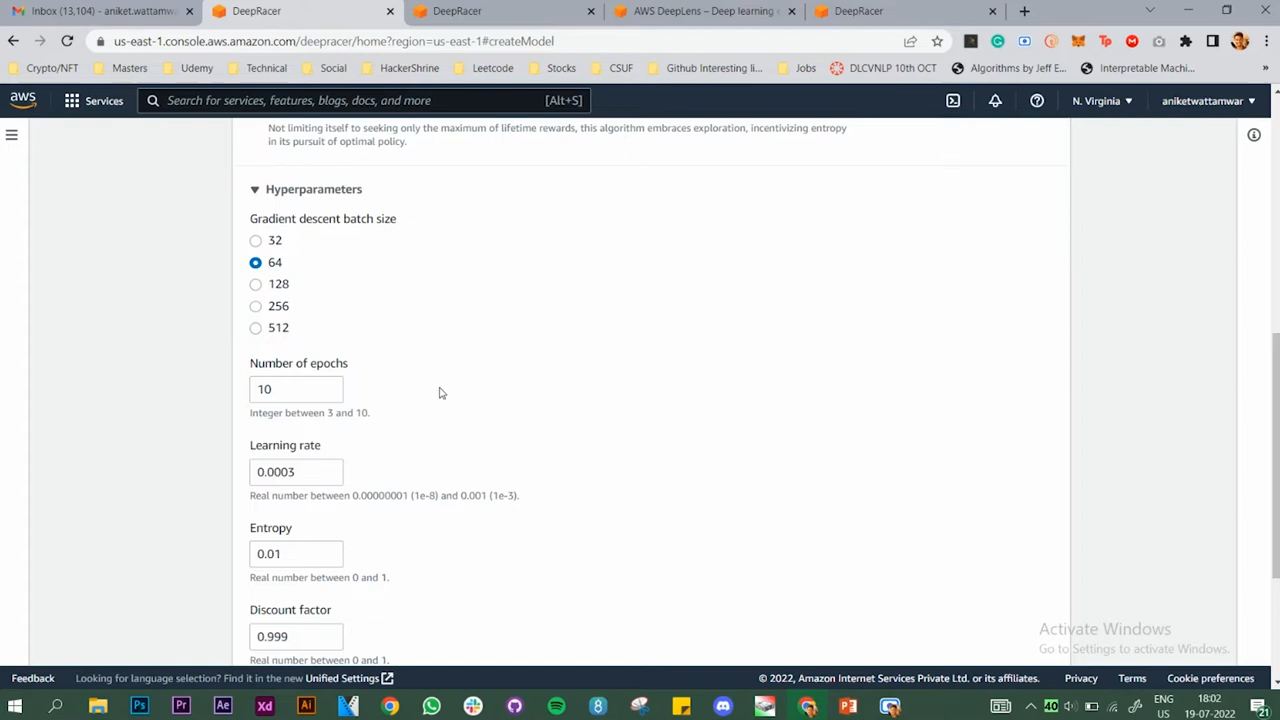 Inbox (13,104) - aniket.wattamwa
DeepRacer
DeepRacer
AWS DeepLens – Deep learning e
DeepRacer
us-east-1.console.aws.amazon.com/deepracer/home?region=us-east-1#createModel
Crypto/NFT
Masters
Udemy
Technical
Social
HackerShrine
Leetcode
Stocks
CSUF
Github Interesting li...
Jobs
DLCVNLP 10th OCT
Algorithms by Jeff E...
Interpretable Machi...
»
aws
Services
Search for services, features, blogs, docs, and more
[Alt+S]
N. Virginia
aniketwattamwar
Not limiting itself to seeking only the maximum of lifetime rewards, this algorithm embraces exploration, incentivizing entropy
in its pursuit of optimal policy.
Hyperparameters
Gradient descent batch size
32
64
128
256
512
Number of epochs
10
Integer between 3 and 10.
Learning rate
0.0003
Real number between 0.00000001 (1e-8) and 0.001 (1e-3).
Entropy
0.01
Real number between 0 and 1.
Discount factor
0.999
Real number between 0 and 1.
Activate Windows
Go to Settings to activate Windows.
Feedback
Looking for language selection? Find it in the new Unified Settings
© 2022, Amazon Internet Services Private Ltd. or its affiliates.
Privacy
Terms
Cookie preferences
Ps
Pr
Ae
Xd
Ai
40
ENG
US
18:02
19-07-2022
21